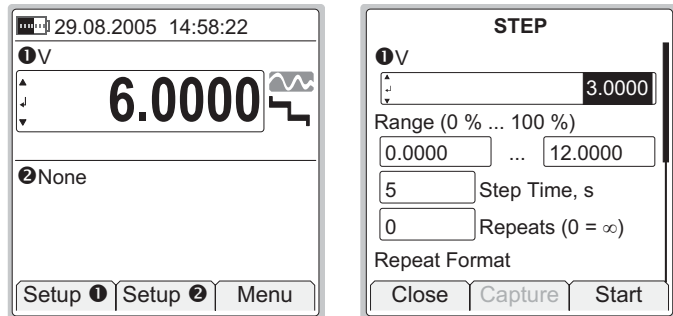 29.08.2005 14:58:22
❶V
6.0000
❷None
Setup ❶ Setup ❷ Menu
STEP
❶V
3.0000
Range (0 % ... 100 %)
0.0000 ... 12.0000
5 Step Time, s
0 Repeats (0 = ∞)
Repeat Format
Close Capture Start